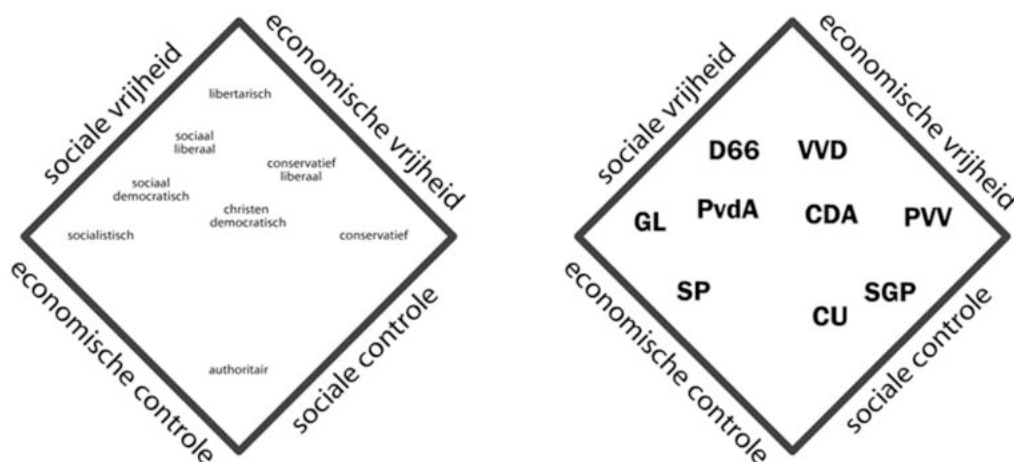 sociale vrijheid
economische vrijheid
libertarisch
sociaal
liberaal
conservatief
liberaal
sociaal
democratisch
christen
democratisch
socialistisch
conservatief
authoritair
economische controle
sociale controle
sociale vrijheid
economische vrijheid
D66 VVD
GL PvdA CDA PVV
SP SGP
CU
economische controle
sociale controle